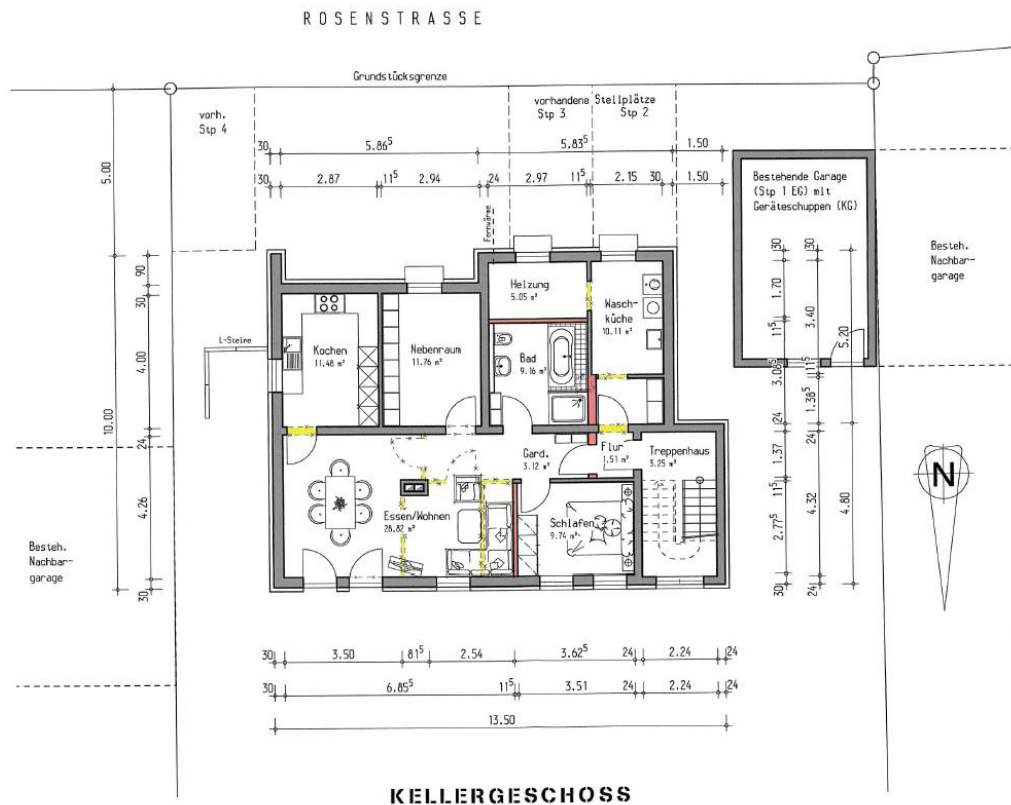 ROSENSTRASSE
Grundstücksgrenze
vorh.
Stp 4
vorhandene Stellplätze
Stp 3
Stp 2
30
5.86⁵
5.83⁵
1.50
30
2.87
11⁵
2.94
24
2.97
11⁵
2.15
30
1.50
5.00
Fernwärme
Bestehende Garage
(Stp 1 EG) mit
Geräteschuppen (KG)
Besteh.
Nachbar-
garage
Heizung
5.05 m²
Wasch-
küche
10.11 m²
Kochen
11.48 m²
Nebenraum
11.76 m²
Bad
9.16 m²
L-Steine
90
30
4.00
24
4.26
30
10.00
30
1.70
11⁵
3.08⁵
24
1.37
11⁵
2.77⁵
30
30
3.40
11⁵
1.38⁵
24
4.32
24
5.20
4.80
Gard.
3.12 m²
Flur
1.51 m²
Treppenhaus
3.25 m²
Essen/Wohnen
28.82 m²
Schlafen
9.74 m²
N
Besteh.
Nachbar-
garage
30
3.50
81⁵
2.54
3.62⁵
24
2.24
24
30
6.85⁵
11⁵
3.51
24
2.24
24
13.50
KELLERGESCHOSS